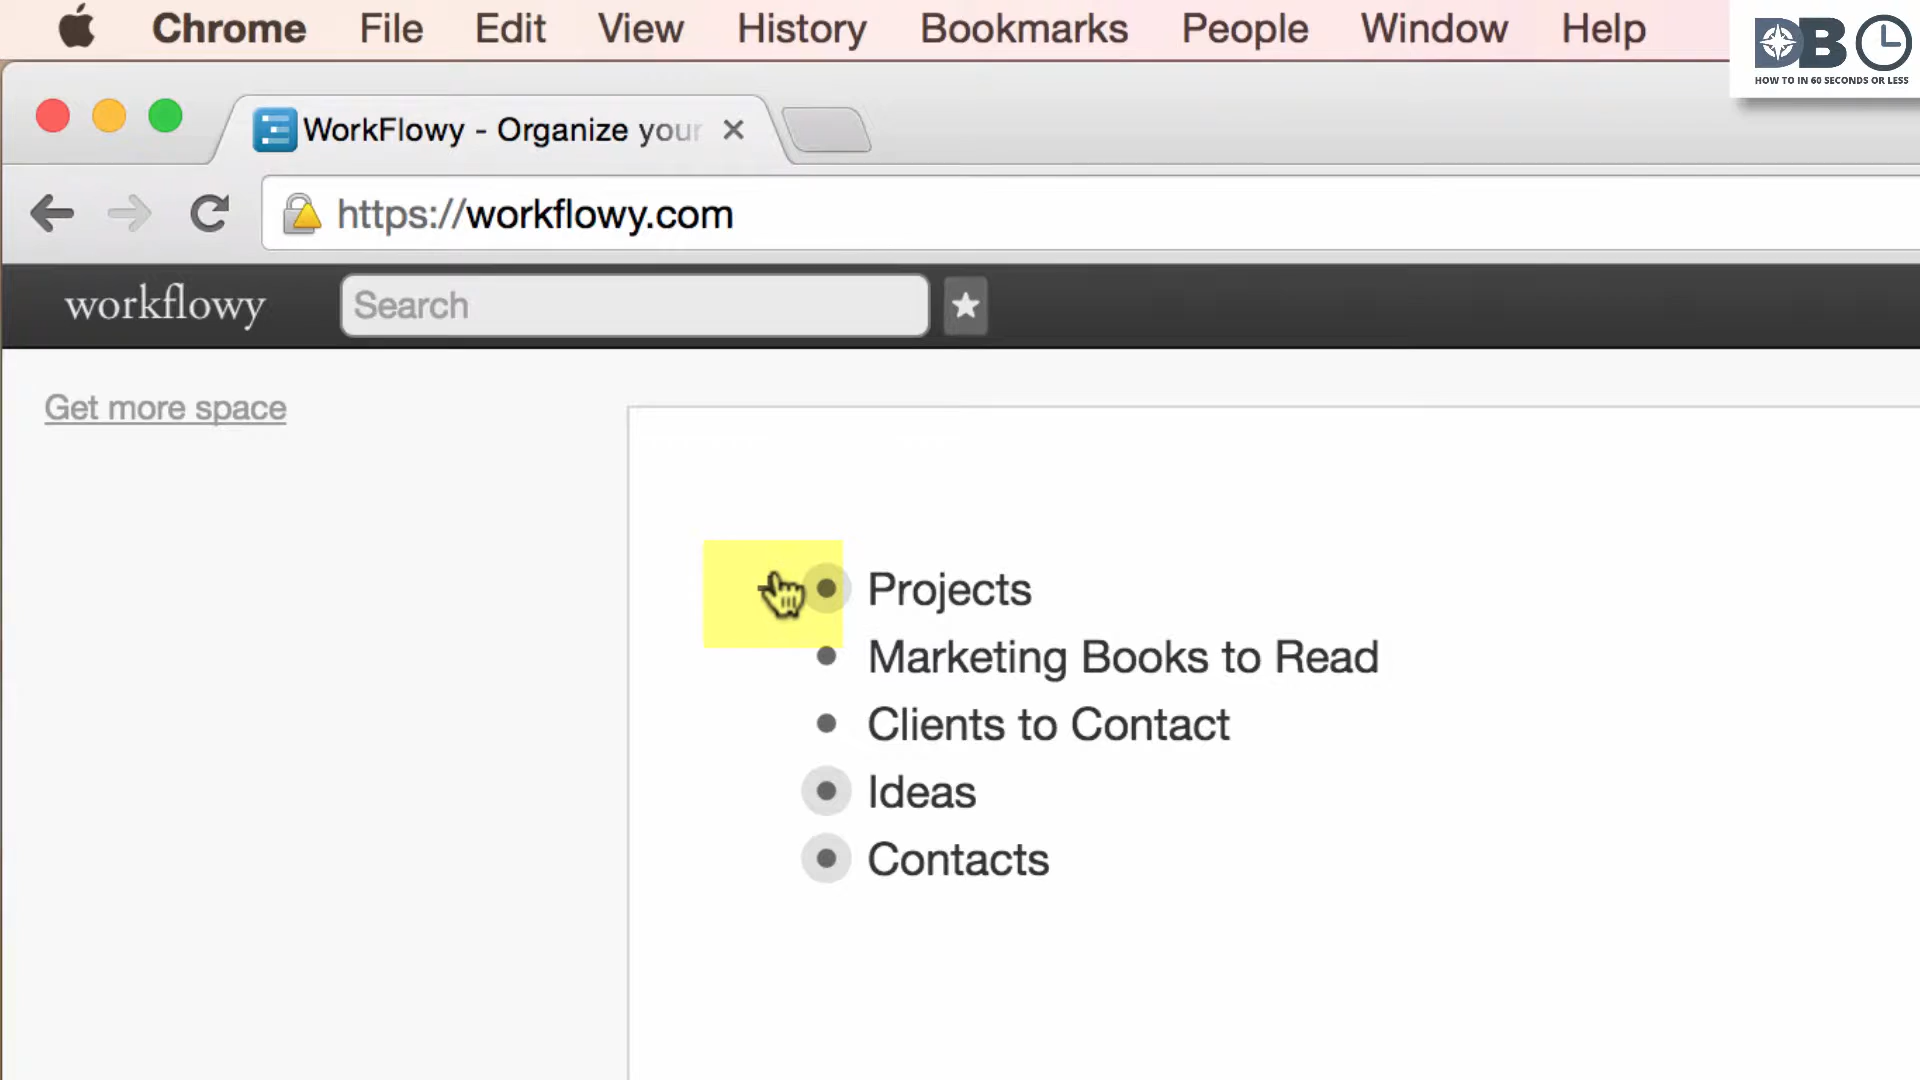 Chrome File Edit View History Bookmarks People Window Help
DB
HOW TO IN 60 SECONDS OR LESS
WorkFlowy - Organize your
https://workflowy.com
workflowy
Search
Get more space
Projects
Marketing Books to Read
Clients to Contact
Ideas
Contacts